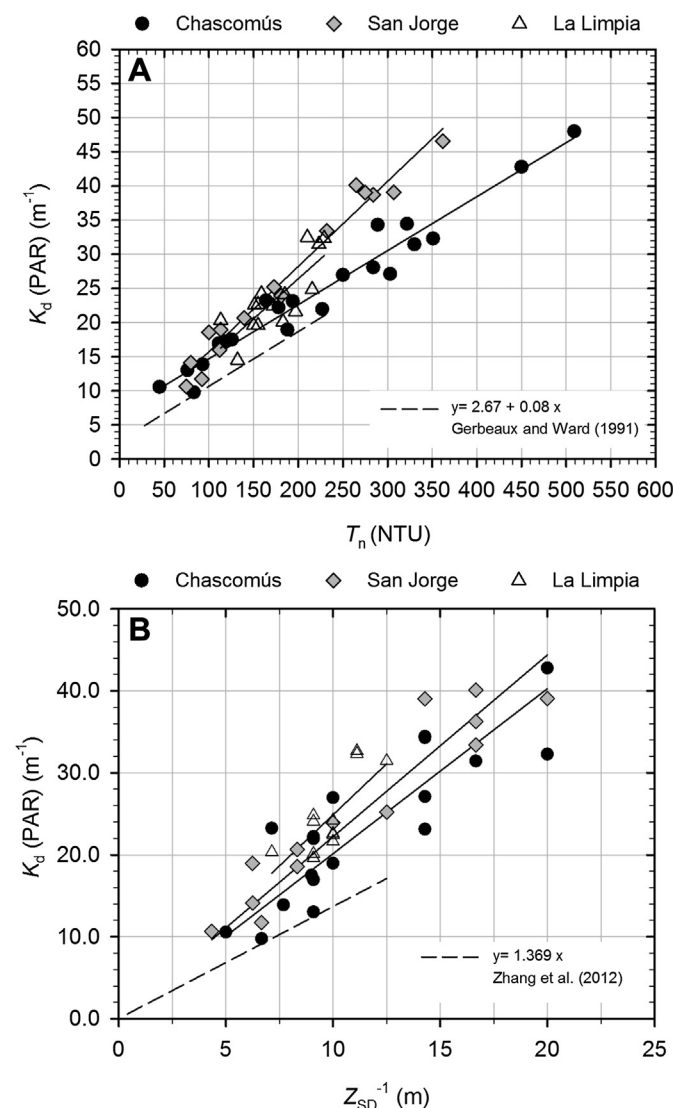 Chascomús San Jorge La Limpia
A
60
55
50
45
40
35
30
25
20
15
10
5
0
K_d (PAR) (m⁻¹)
y= 2.67 + 0.08 x
Gerbeaux and Ward (1991)
0 50 100 150 200 250 300 350 400 450 500 550 600
T_n (NTU)
Chascomús San Jorge La Limpia
B
50.0
40.0
30.0
20.0
10.0
0.0
K_d (PAR) (m⁻¹)
y= 1.369 x
Zhang et al. (2012)
0 5 10 15 20 25
Z_SD⁻¹ (m)